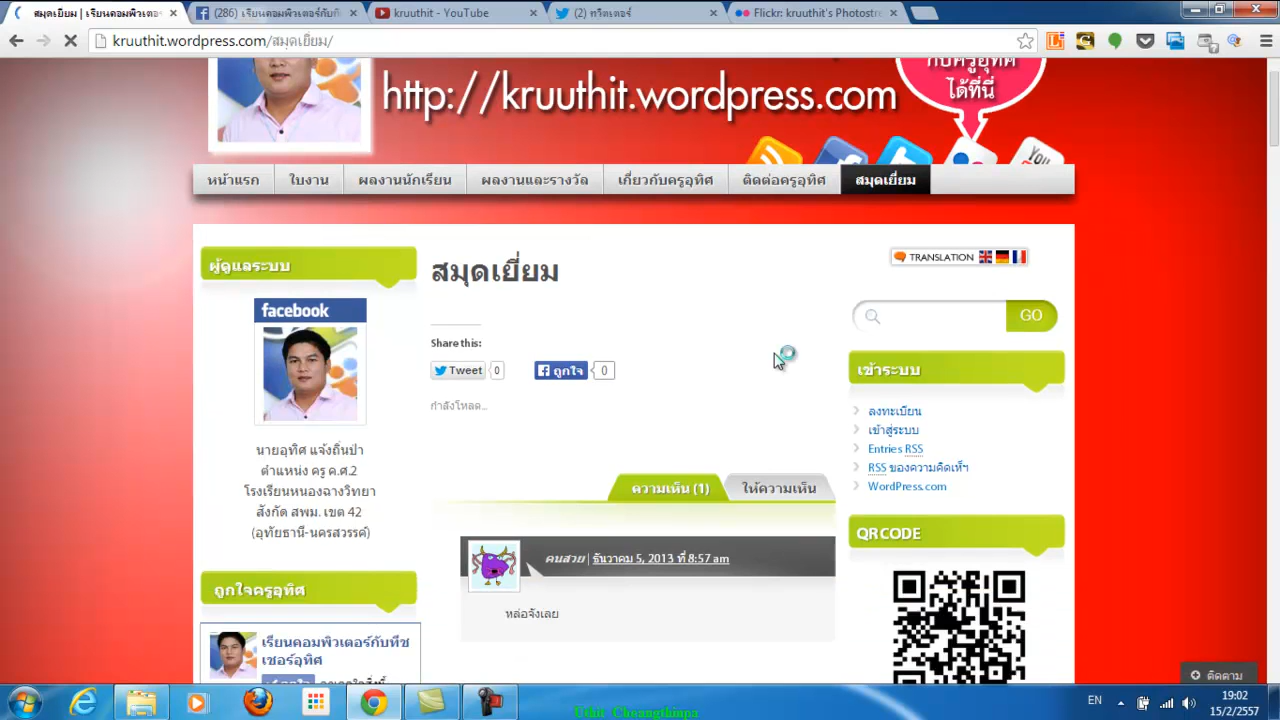 สมุดเยี่ยม | เรียนคอมพิวเตอ
(286) เรียนคอมพิวเตอร์กับที
kruuthit - YouTube
(2) ทวิตเตอร์
Flickr: kruuthit's Photostre
kruuthit.wordpress.com/สมุดเยี่ยม/
กับครูอุทิศ
ได้ที่นี่
http://kruuthit.wordpress.com
You
หน้าแรก
ใบงาน
ผลงานนักเรียน
ผลงานและรางวัล
เกี่ยวกับครูอุทิศ
ติดต่อครูอุทิศ
สมุดเยี่ยม
ผู้ดูแลระบบ
facebook
นายอุทิศ แจ้งถิ่นป่า
ตำแหน่ง ครู ค.ศ.2
โรงเรียนหนองฉางวิทยา
สังกัด สพม. เขต 42
(อุทัยธานี-นครสวรรค์)
ถูกใจครูอุทิศ
เรียนคอมพิวเตอร์กับทีช
เชอร์อุทิศ
สมุดเยี่ยม
Share this:
Tweet 0
ถูกใจ 0
กำลังโหลด...
ความเห็น (1)
ให้ความเห็น
คนสวย | ธันวาคม 5, 2013 ที่ 8:57 am
หล่อจังเลย
TRANSLATION
GO
เข้าระบบ
ลงทะเบียน
เข้าสู่ระบบ
Entries RSS
RSS ของความคิดเห็น
WordPress.com
QRCODE
ติดตาม
EN
19:02
15/2/2557
Uthit Cheangthinpa